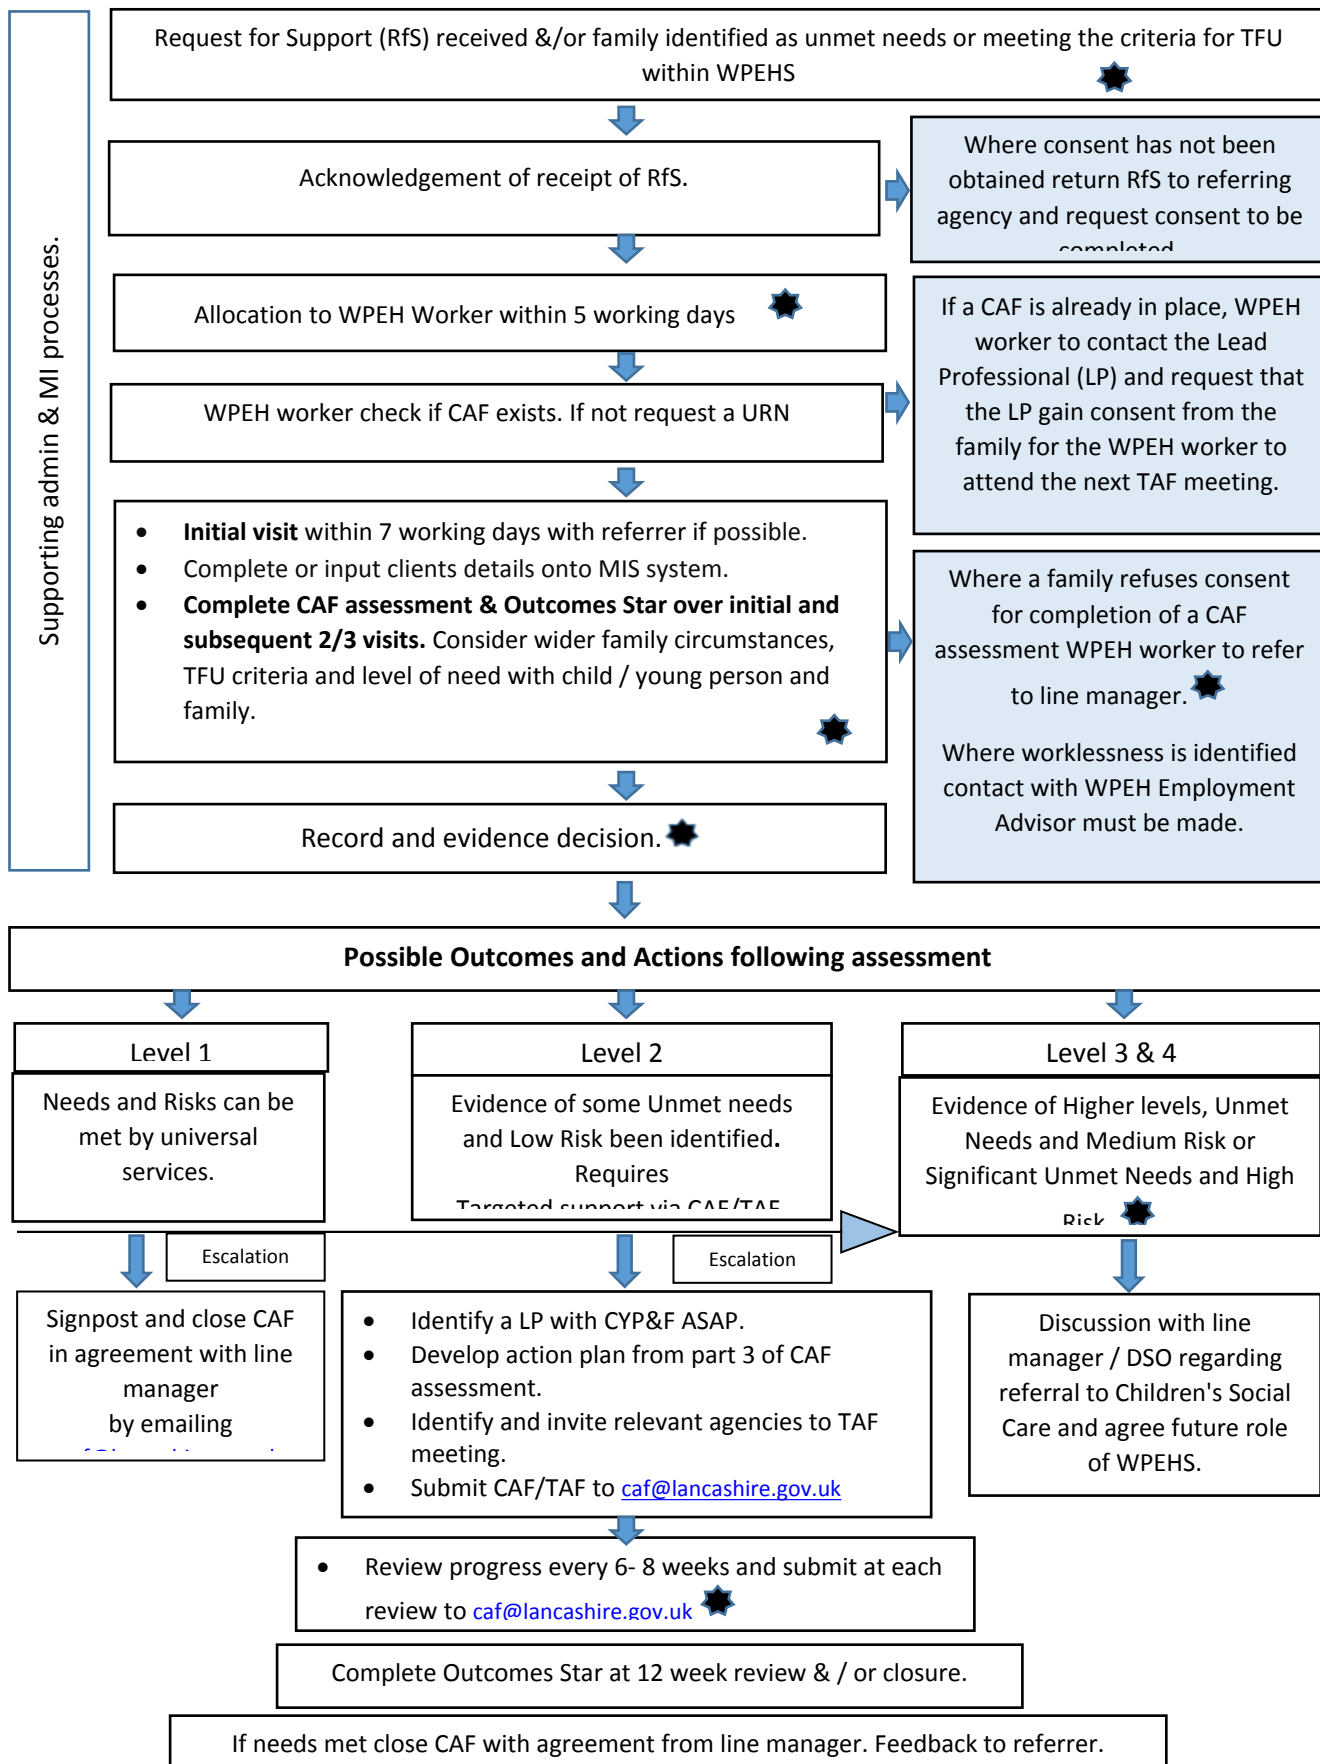 Supporting admin & MI processes.
Request for Support (RfS) received &/or family identified as unmet needs or meeting the criteria for TFU
within WPEHS
Acknowledgement of receipt of RfS.
Where consent has not been
obtained return RfS to referring
agency and request consent to be
completed
Allocation to WPEH Worker within 5 working days
If a CAF is already in place, WPEH
worker to contact the Lead
Professional (LP) and request that
the LP gain consent from the
family for the WPEH worker to
attend the next TAF meeting.
WPEH worker check if CAF exists. If not request a URN
• Initial visit within 7 working days with referrer if possible.
• Complete or input clients details onto MIS system.
• Complete CAF assessment & Outcomes Star over initial and
subsequent 2/3 visits. Consider wider family circumstances,
TFU criteria and level of need with child / young person and
family.
Where a family refuses consent
for completion of a CAF
assessment WPEH worker to refer
to line manager.
Where worklessness is identified
contact with WPEH Employment
Advisor must be made.
Record and evidence decision.
Possible Outcomes and Actions following assessment
Level 1
Needs and Risks can be
met by universal
services.
Level 2
Evidence of some Unmet needs
and Low Risk been identified.
Requires
Targeted support via CAF/TAF
Level 3 & 4
Evidence of Higher levels, Unmet
Needs and Medium Risk or
Significant Unmet Needs and High
Risk
Escalation
Escalation
Signpost and close CAF
in agreement with line
manager
by emailing
• Identify a LP with CYP&F ASAP.
• Develop action plan from part 3 of CAF
assessment.
• Identify and invite relevant agencies to TAF
meeting.
• Submit CAF/TAF to caf@lancashire.gov.uk
Discussion with line
manager / DSO regarding
referral to Children's Social
Care and agree future role
of WPEHS.
• Review progress every 6- 8 weeks and submit at each
review to caf@lancashire.gov.uk
Complete Outcomes Star at 12 week review & / or closure.
If needs met close CAF with agreement from line manager. Feedback to referrer.